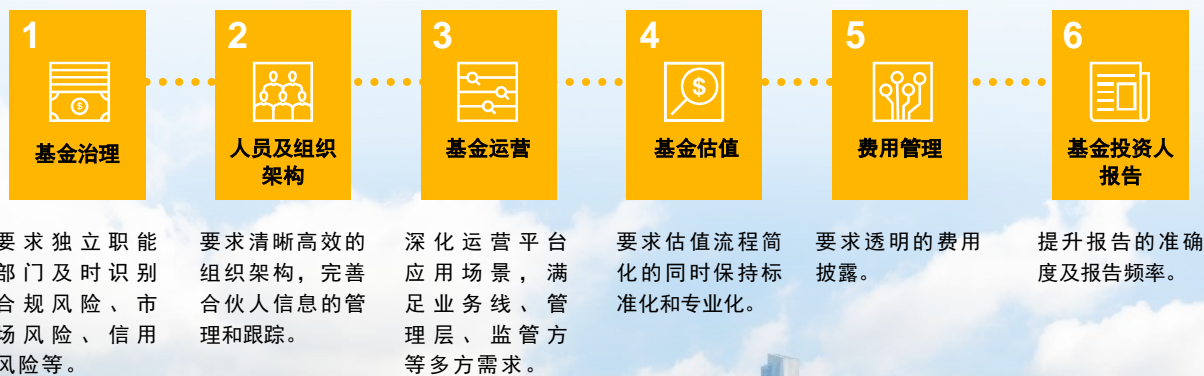 1
基金治理
要求独立职能
部门及时识别
合规风险、市
场风险、信用
风险等。
2
人员及组织
架构
要求清晰高效的
组织架构，完善
合伙人信息的管
理和跟踪。
3
基金运营
深化运营平台
应用场景，满
足业务线、管
理层、监管方
等多方需求。
4
基金估值
要求估值流程简
化的同时保持标
准化和专业化。
5
费用管理
要求透明的费用
披露。
6
基金投资人
报告
提升报告的准确
度及报告频率。